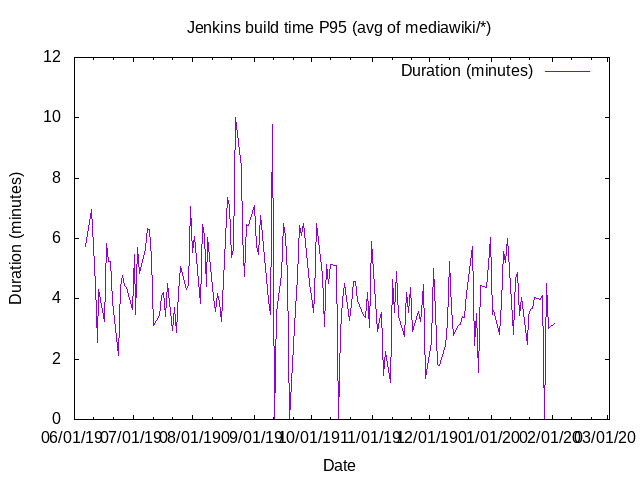 Jenkins build time P95 (avg of mediawiki/*)
Duration (minutes)
12
10
8
6
4
2
0
Duration (minutes)
06/01/19 07/01/19 08/01/19 09/01/19 10/01/19 11/01/19 12/01/19 01/01/20 02/01/20 03/01/20
Date